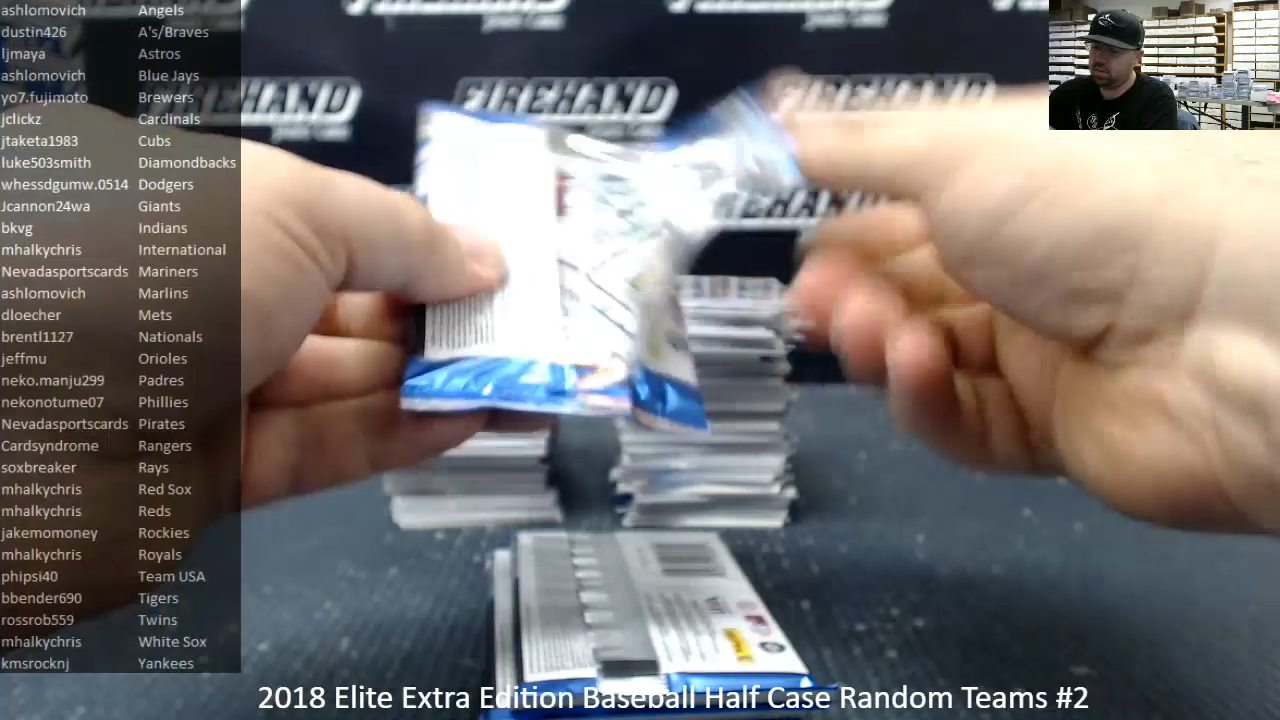 ashlomovich Angels
dustin426 A's/Braves
ljmaya Astros
ashlomovich Blue Jays
yo7.fujimoto Brewers
jclickz Cardinals
jtaketa1983 Cubs
luke503smith Diamondbacks
whessdgumw.0514 Dodgers
Jcannon24wa Giants
bkvg Indians
mhalkychris International
Nevadasportscards Mariners
ashlomovich Marlins
dloecher Mets
brentl1127 Nationals
jeffmu Orioles
neko.manju299 Padres
nekonotume07 Phillies
Nevadasportscards Pirates
Cardsyndrome Rangers
soxbreaker Rays
mhalkychris Red Sox
mhalkychris Reds
jakemomoney Rockies
mhalkychris Royals
phipsi40 Team USA
bbender690 Tigers
rossrob559 Twins
mhalkychris White Sox
kmsrocknj Yankees
FIREHAND
FIREHAND
FIREHAND
FIREHAND
2018 Elite Extra Edition Baseball Half Case Random Teams #2